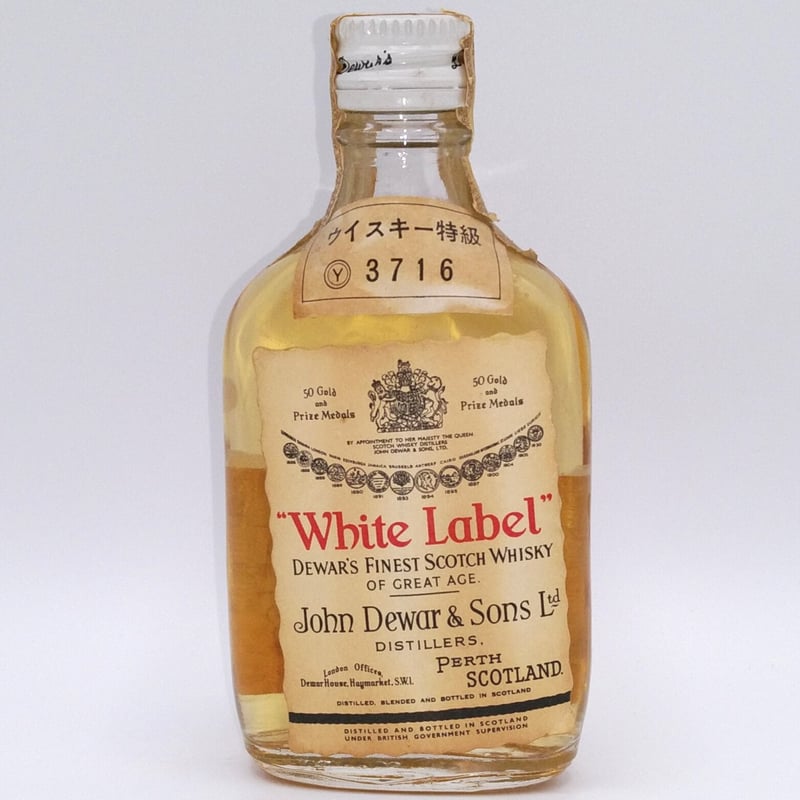 Dewar's
ウイスキー特級
Ⓨ 3716
50 Gold
and
Prize Medals
50 Gold
and
Prize Medals
BY APPOINTMENT TO HER MAJESTY THE QUEEN
SCOTCH WHISKY DISTILLERS
JOHN DEWAR & SONS, LTD.
"White Label"
DEWAR'S FINEST SCOTCH WHISKY
OF GREAT AGE.
John Dewar & Sons Ltd
DISTILLERS,
London Offices,
Dewar House, Haymarket, S.W.1.
PERTH
SCOTLAND.
DISTILLED, BLENDED AND BOTTLED IN SCOTLAND
DISTILLED AND BOTTLED IN SCOTLAND
UNDER BRITISH GOVERNMENT SUPERVISION